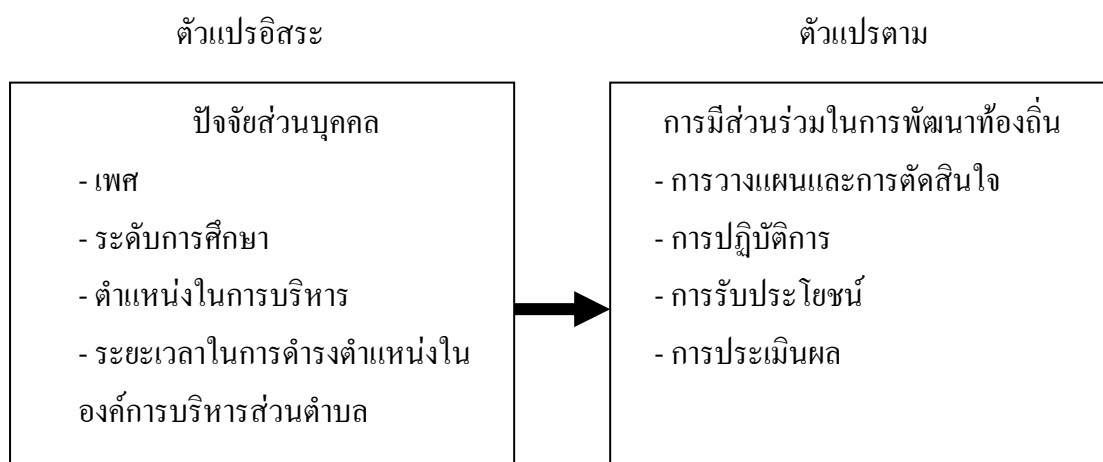 ตัวแปรอิสระ
ตัวแปรตาม
ปัจจัยส่วนบุคคล
- เพศ
- ระดับการศึกษา
- ตำแหน่งในการบริหาร
- ระยะเวลาในการดำรงตำแหน่งใน
องค์การบริหารส่วนตำบล
การมีส่วนร่วมในการพัฒนาท้องถิ่น
- การวางแผนและการตัดสินใจ
- การปฏิบัติการ
- การรับประโยชน์
- การประเมินผล